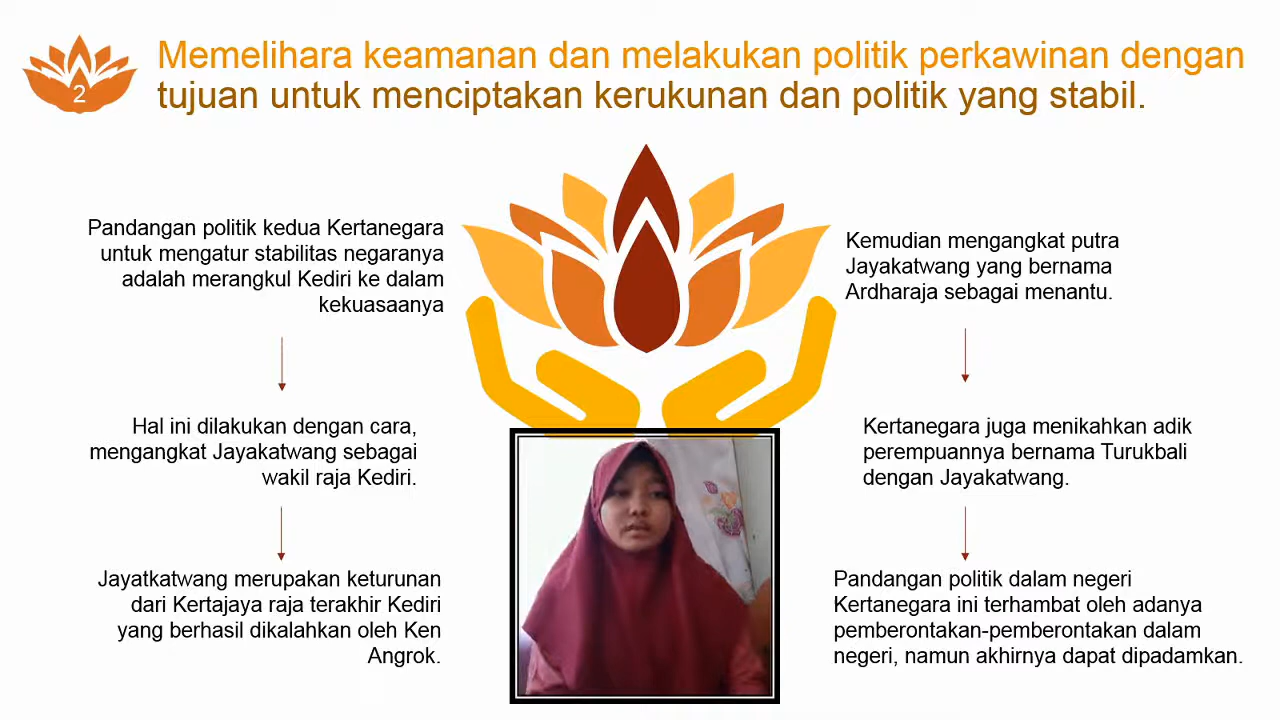 2
Memelihara keamanan dan melakukan politik perkawinan dengan
tujuan untuk menciptakan kerukunan dan politik yang stabil.
Pandangan politik kedua Kertanegara
untuk mengatur stabilitas negaranya
adalah merangkul Kediri ke dalam
kekuasaanya
Hal ini dilakukan dengan cara,
mengangkat Jayakatwang sebagai
wakil raja Kediri.
Jayatkatwang merupakan keturunan
dari Kertajaya raja terakhir Kediri
yang berhasil dikalahkan oleh Ken
Angrok.
Kemudian mengangkat putra
Jayakatwang yang bernama
Ardharaja sebagai menantu.
Kertanegara juga menikahkan adik
perempuannya bernama Turukbali
dengan Jayakatwang.
Pandangan politik dalam negeri
Kertanegara ini terhambat oleh adanya
pemberontakan-pemberontakan dalam
negeri, namun akhirnya dapat dipadamkan.